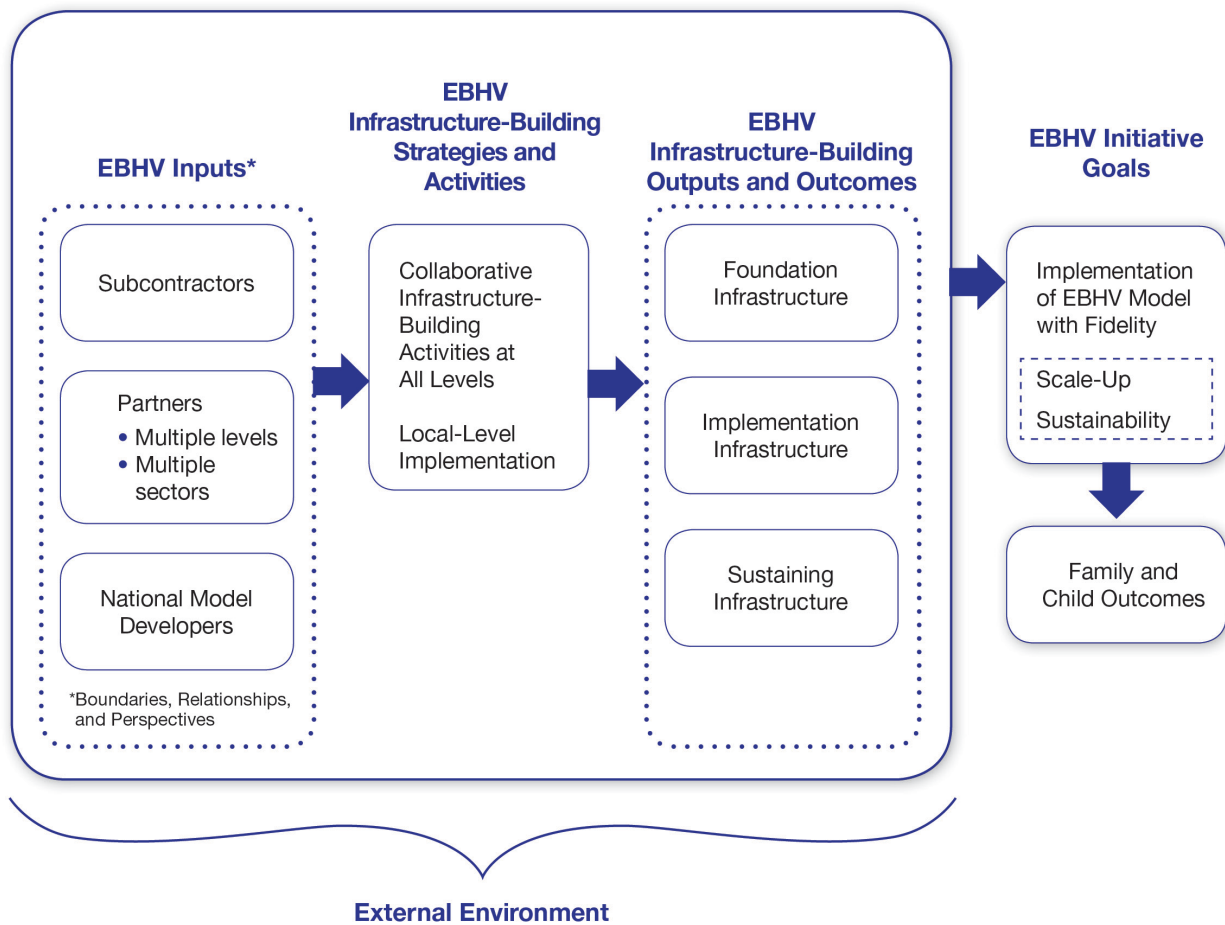 EBHV Inputs*
Subcontractors
Partners
• Multiple levels
• Multiple
sectors
National Model
Developers
*Boundaries, Relationships,
and Perspectives
EBHV
Infrastructure-Building
Strategies and
Activities
Collaborative
Infrastructure-
Building
Activities at
All Levels
Local-Level
Implementation
EBHV
Infrastructure-Building
Outputs and Outcomes
Foundation
Infrastructure
Implementation
Infrastructure
Sustaining
Infrastructure
EBHV Initiative
Goals
Implementation
of EBHV Model
with Fidelity
Scale-Up
Sustainability
Family and
Child Outcomes
External Environment